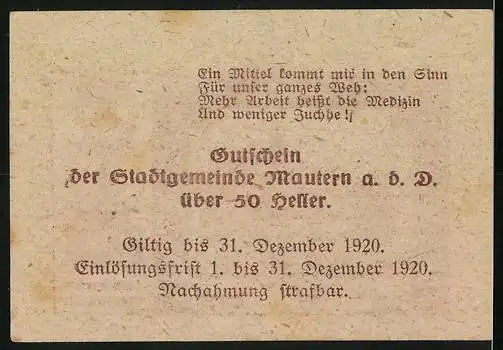 Ein Mittel kommt mir in den Sinn
Für unser ganzes Weh:
Mehr Arbeit heißt die Medizin
Und weniger Juchhe!
Gutschein
der Stadtgemeinde Mautern a. d. D.
über 50 Heller.
Giltig bis 31. Dezember 1920.
Einlösungsfrist 1. bis 31. Dezember 1920.
Nachahmung strafbar.